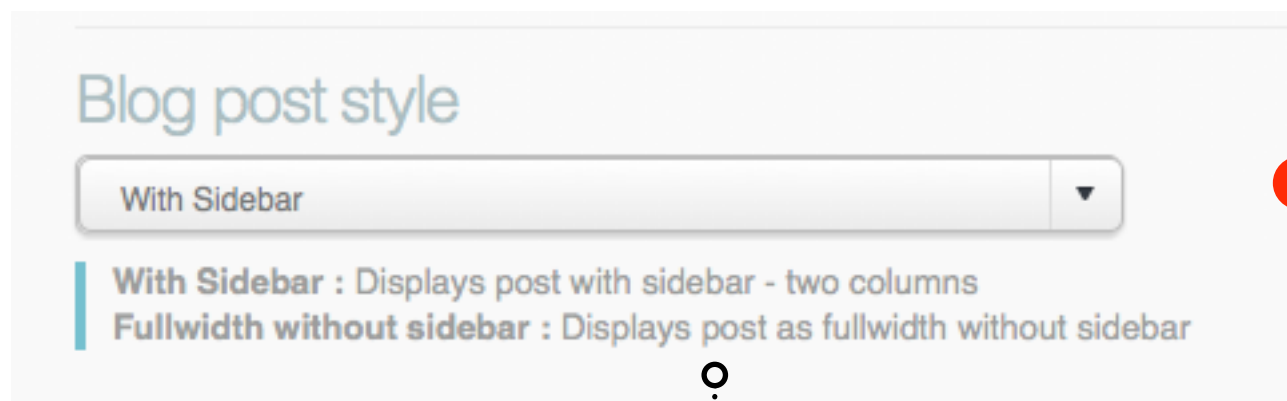 Blog post style
With Sidebar
With Sidebar : Displays post with sidebar - two columns
Fullwidth without sidebar : Displays post as fullwidth without sidebar